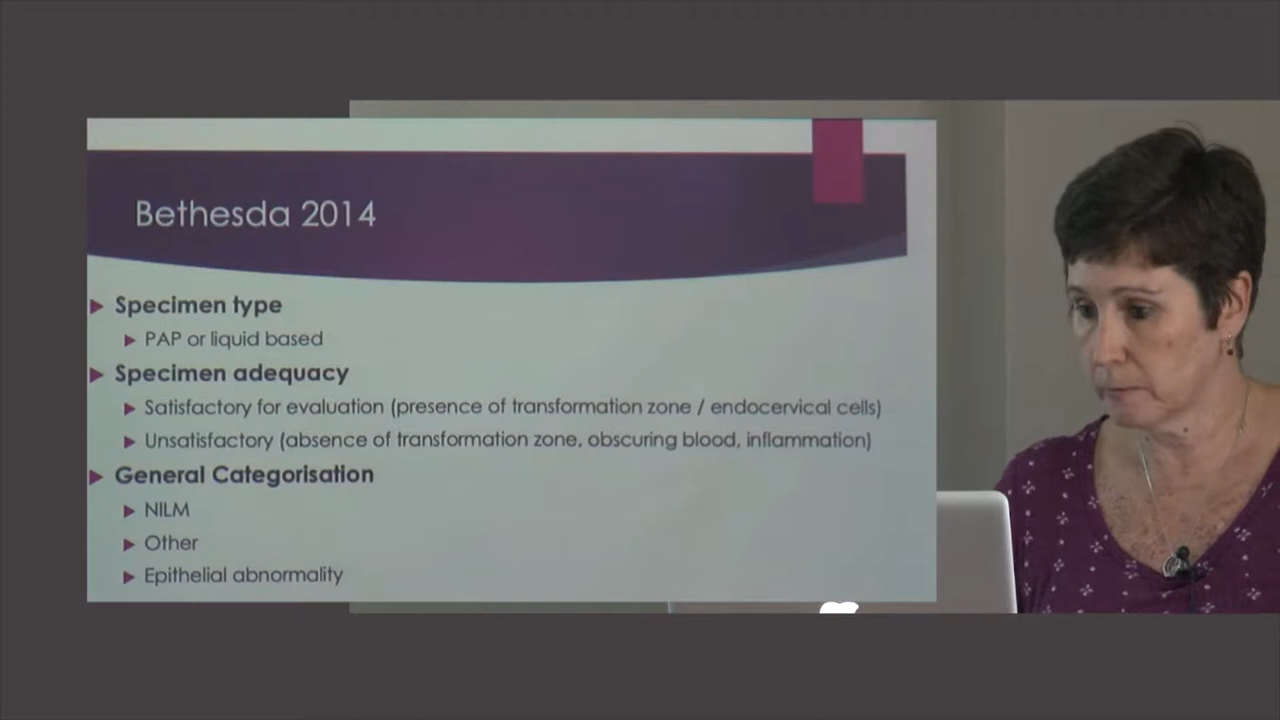 Bethesda 2014
Specimen type
PAP or liquid based
Specimen adequacy
Satisfactory for evaluation (presence of transformation zone / endocervical cells)
Unsatisfactory (absence of transformation zone, obscuring blood, inflammation)
General Categorisation
NILM
Other
Epithelial abnormality